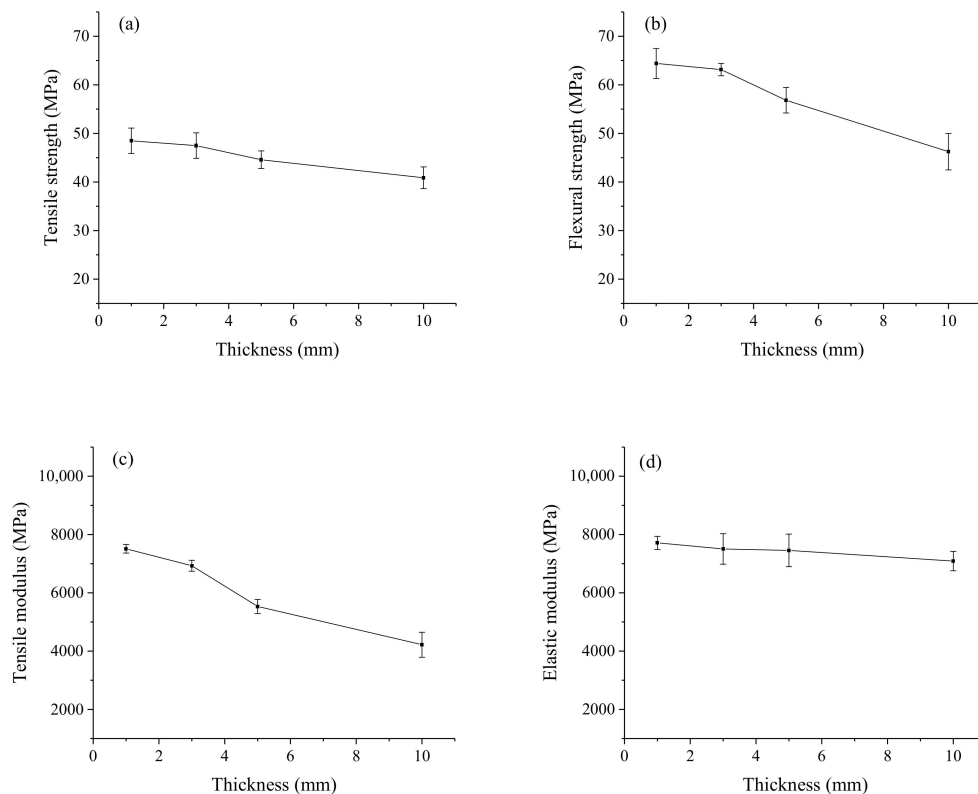 (a)
Tensile strength (MPa)
70
60
50
40
30
20
0 2 4 6 8 10
Thickness (mm)
(b)
Flexural strength (MPa)
70
60
50
40
30
20
0 2 4 6 8 10
Thickness (mm)
(c)
Tensile modulus (MPa)
10,000
8000
6000
4000
2000
0 2 4 6 8 10
Thickness (mm)
(d)
Elastic modulus (MPa)
10,000
8000
6000
4000
2000
0 2 4 6 8 10
Thickness (mm)